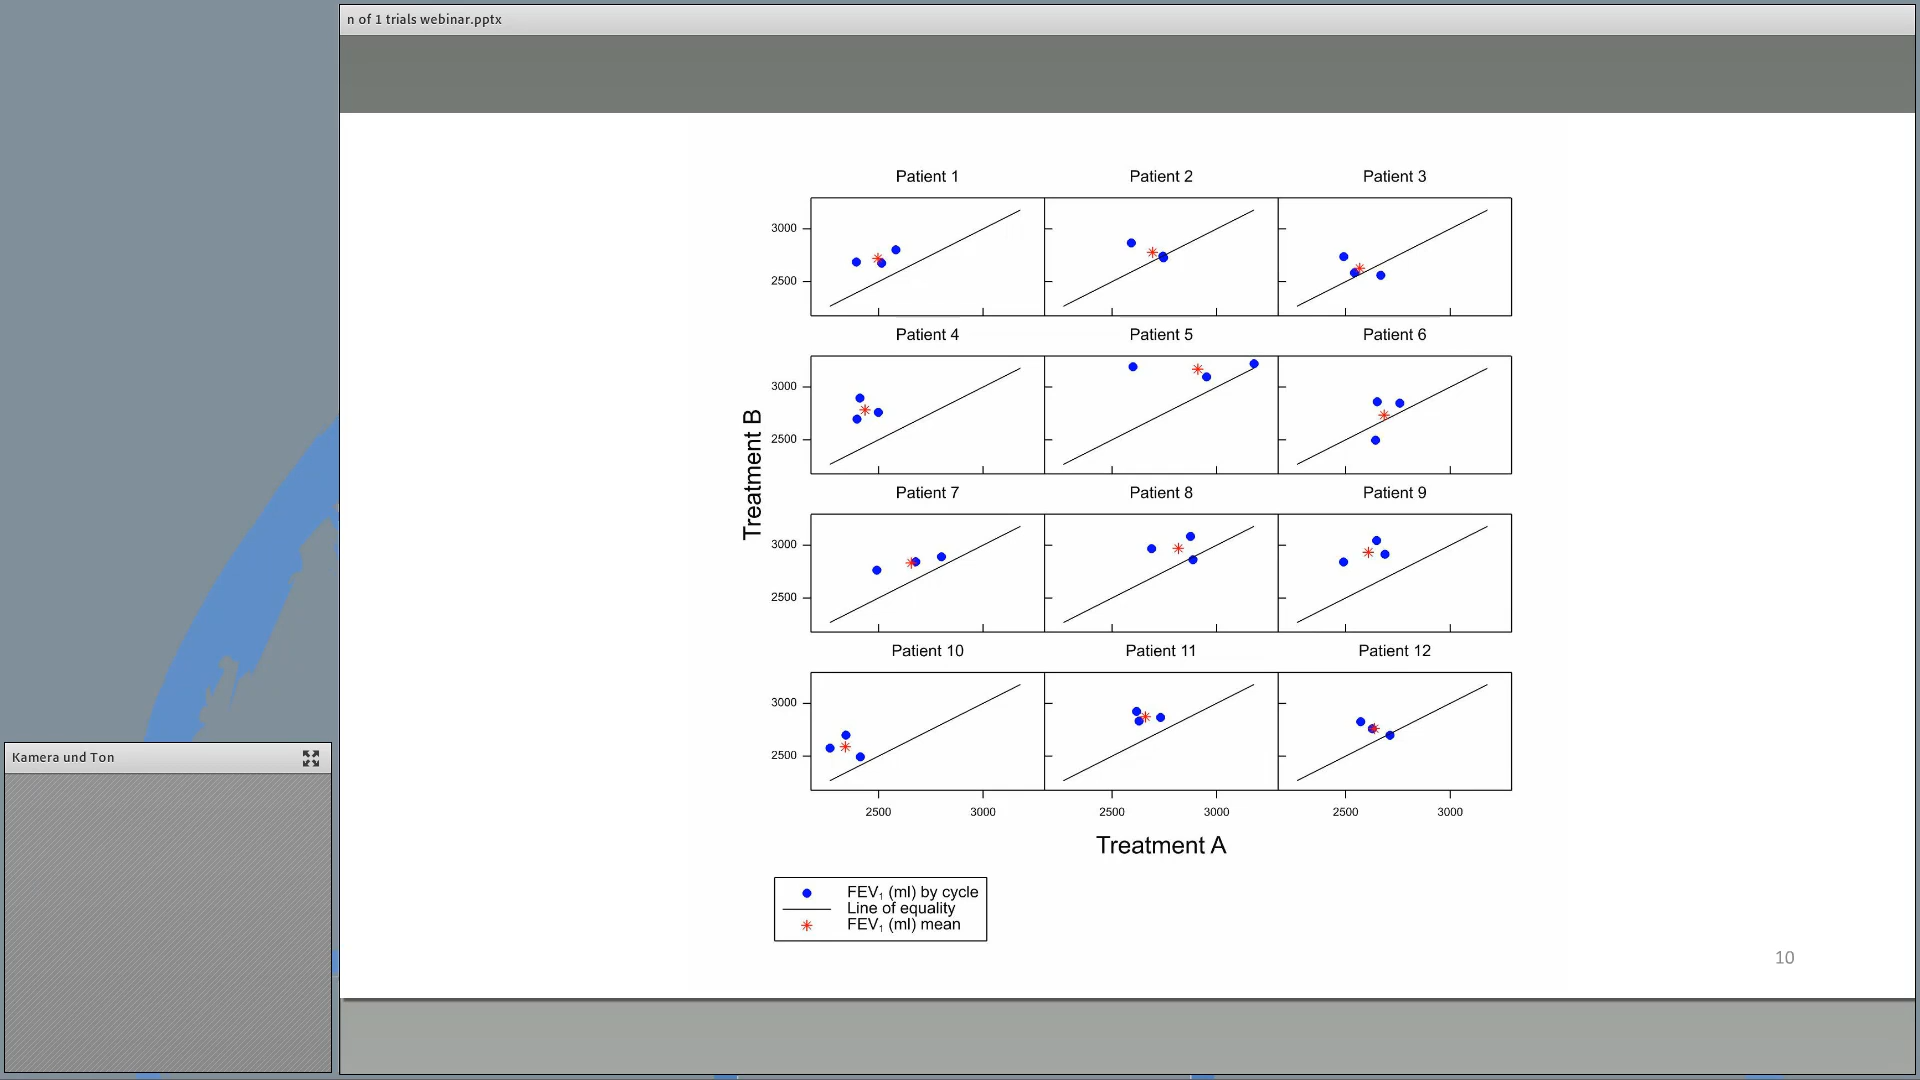 n of 1 trials webinar.pptx
Patient 1 Patient 2 Patient 3
3000
2500
Patient 4 Patient 5 Patient 6
3000
2500
Treatment B
Patient 7 Patient 8 Patient 9
3000
2500
Patient 10 Patient 11 Patient 12
3000
2500
2500 3000 2500 3000 2500 3000
Treatment A
FEV₁ (ml) by cycle
Line of equality
FEV₁ (ml) mean
10
Kamera und Ton